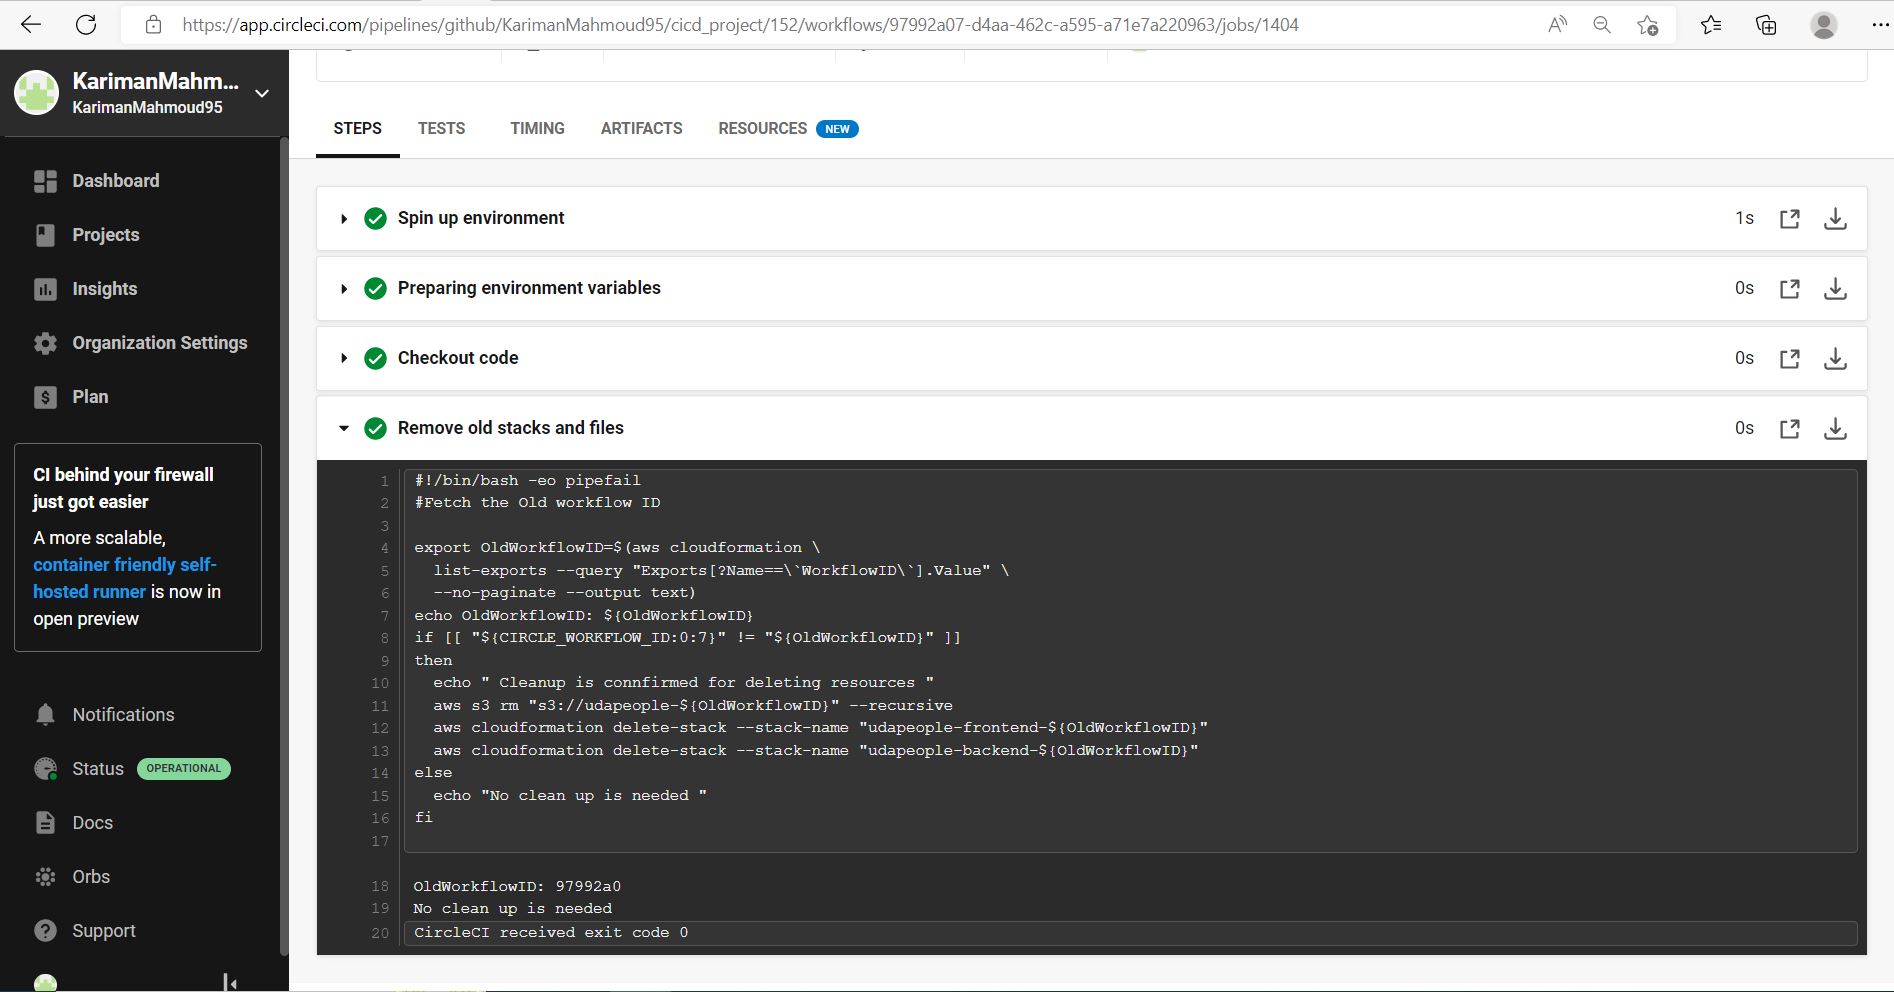 https://app.circleci.com/pipelines/github/KarimanMahmoud95/cicd_project/152/workflows/97992a07-d4aa-462c-a595-a71e7a220963/jobs/1404
KarimanMahm...
KarimanMahmoud95
STEPS TESTS TIMING ARTIFACTS RESOURCES NEW
Dashboard
Projects
Insights
Organization Settings
Plan
CI behind your firewall
just got easier
A more scalable,
container friendly self-
hosted runner is now in
open preview
Notifications
Status OPERATIONAL
Docs
Orbs
Support
Spin up environment 1s
Preparing environment variables 0s
Checkout code 0s
Remove old stacks and files 0s
1 #!/bin/bash -eo pipefail
2 #Fetch the Old workflow ID
3
4 export OldWorkflowID=$(aws cloudformation \
5 list-exports --query "Exports[?Name==\`WorkflowID\`].Value" \
6 --no-paginate --output text)
7 echo OldWorkflowID: ${OldWorkflowID}
8 if [[ "${CIRCLE_WORKFLOW_ID:0:7}" != "${OldWorkflowID}" ]]
9 then
10 echo " Cleanup is connfirmed for deleting resources "
11 aws s3 rm "s3://udapeople-${OldWorkflowID}" --recursive
12 aws cloudformation delete-stack --stack-name "udapeople-frontend-${OldWorkflowID}"
13 aws cloudformation delete-stack --stack-name "udapeople-backend-${OldWorkflowID}"
14 else
15 echo "No clean up is needed "
16 fi
17
18 OldWorkflowID: 97992a0
19 No clean up is needed
20 CircleCI received exit code 0